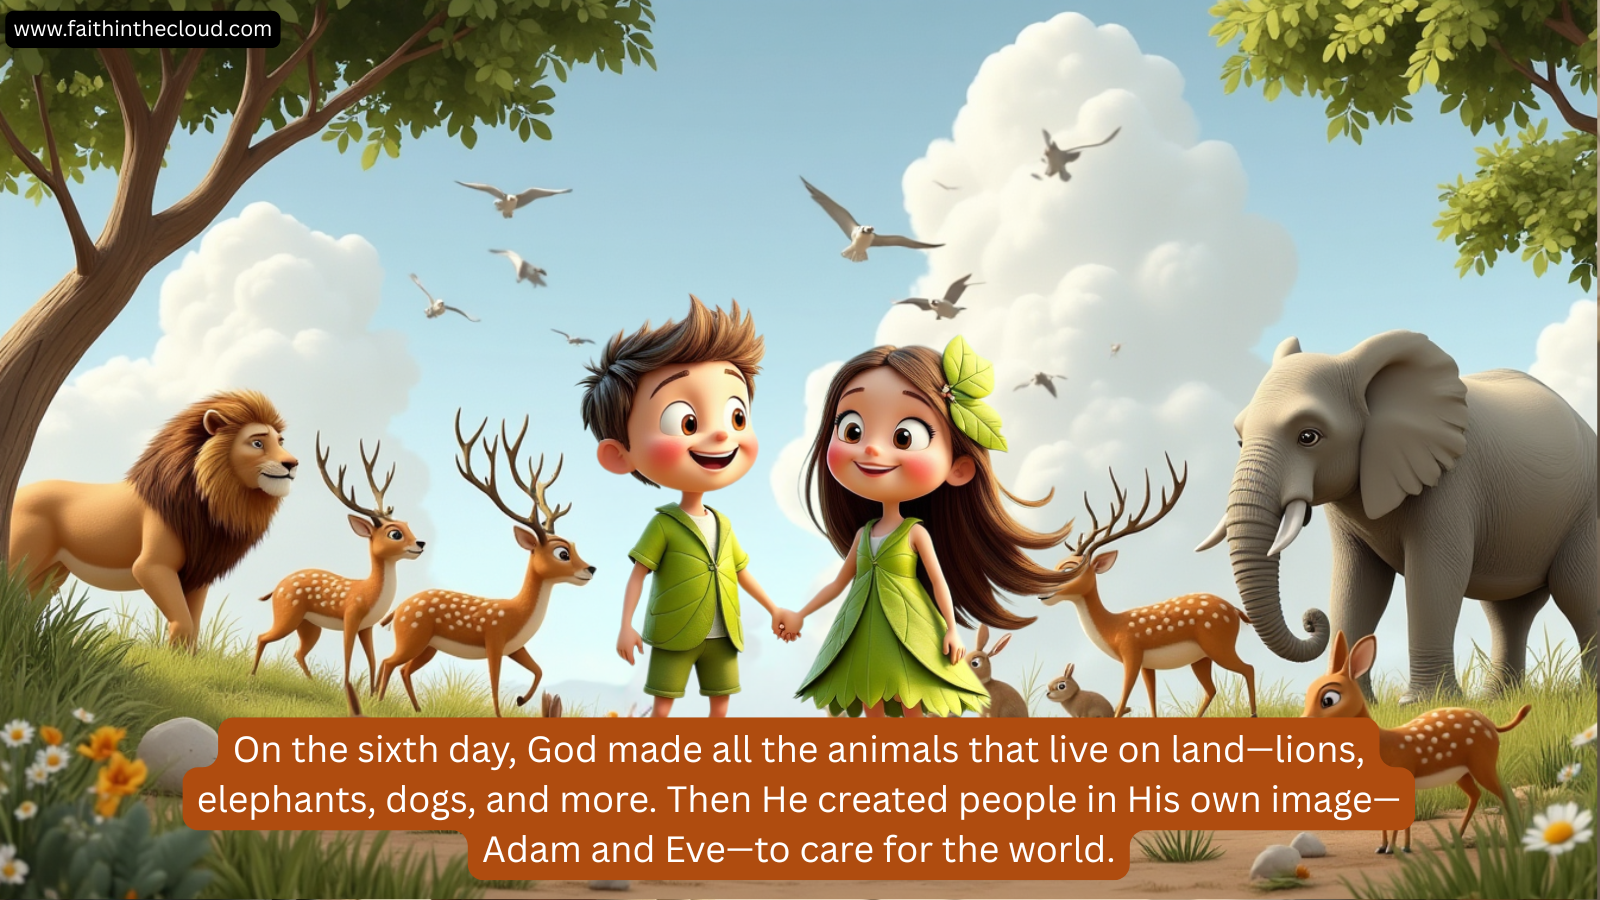 www.faithinthecloud.com
On the sixth day, God made all the animals that live on land—lions,
elephants, dogs, and more. Then He created people in His own image—
Adam and Eve—to care for the world.